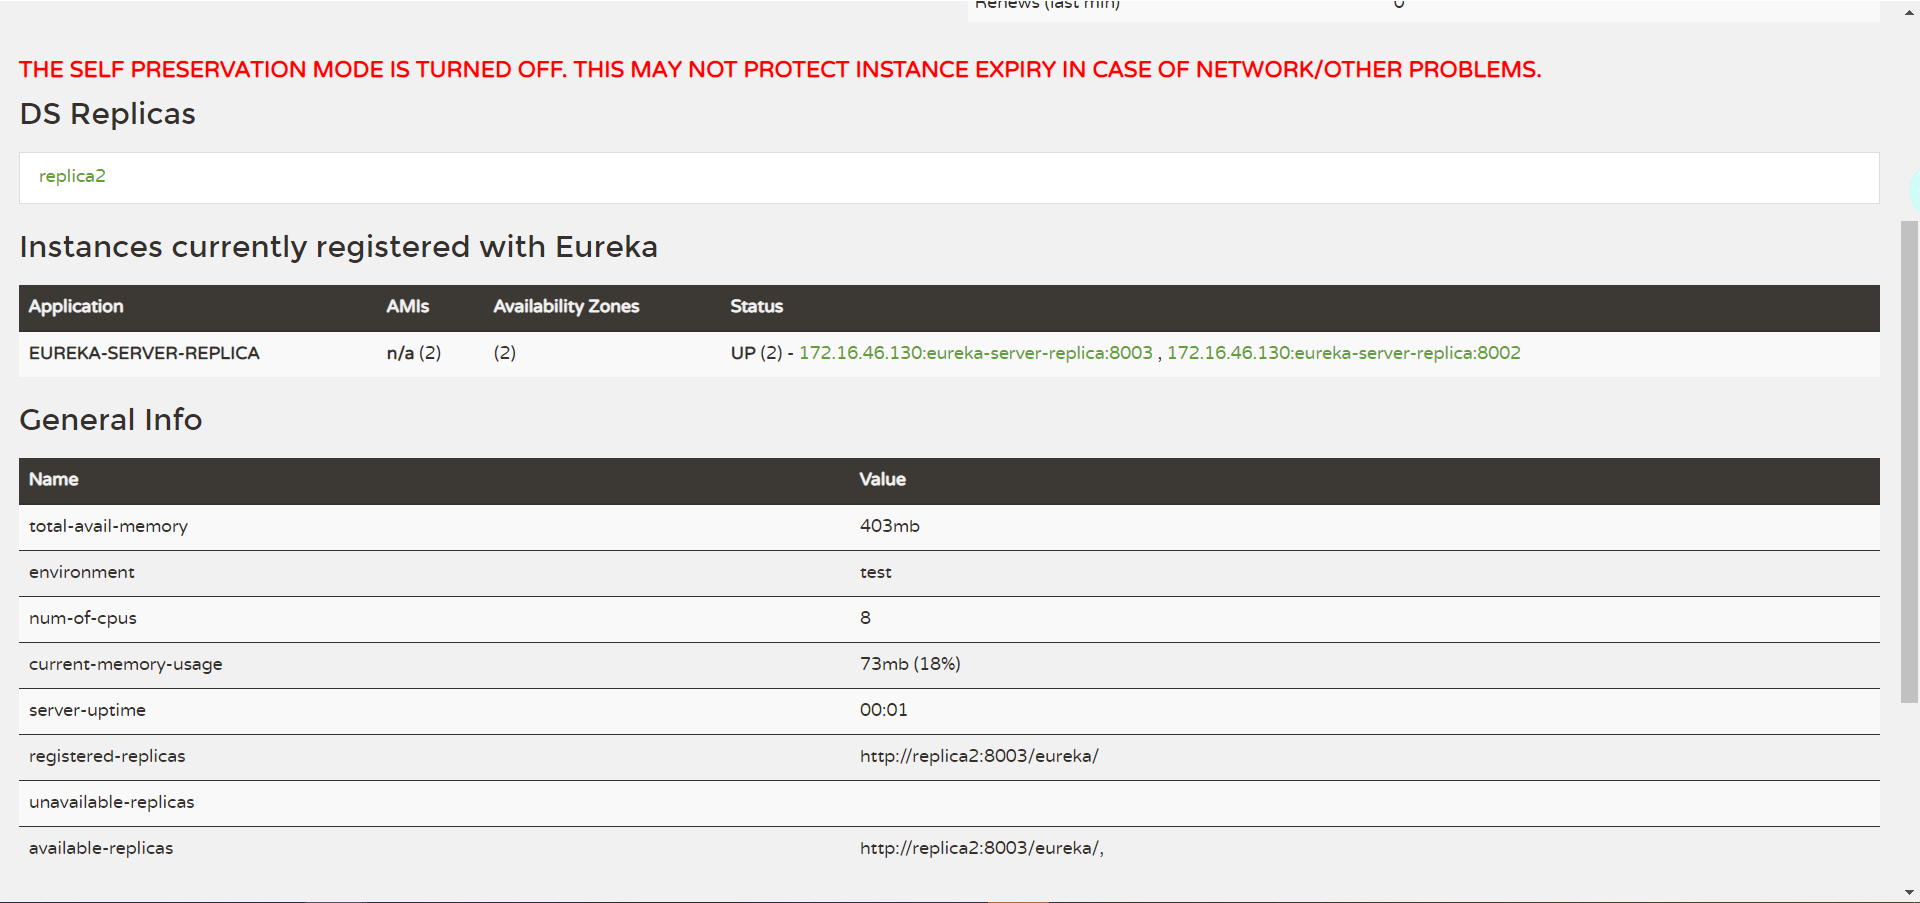 Renews (last min) 0
THE SELF PRESERVATION MODE IS TURNED OFF. THIS MAY NOT PROTECT INSTANCE EXPIRY IN CASE OF NETWORK/OTHER PROBLEMS.
DS Replicas
replica2
Instances currently registered with Eureka
Application AMIs Availability Zones Status
EUREKA-SERVER-REPLICA n/a (2) (2) UP (2) - 172.16.46.130:eureka-server-replica:8003 , 172.16.46.130:eureka-server-replica:8002
General Info
Name Value
total-avail-memory 403mb
environment test
num-of-cpus 8
current-memory-usage 73mb (18%)
server-uptime 00:01
registered-replicas http://replica2:8003/eureka/
unavailable-replicas
available-replicas http://replica2:8003/eureka/,